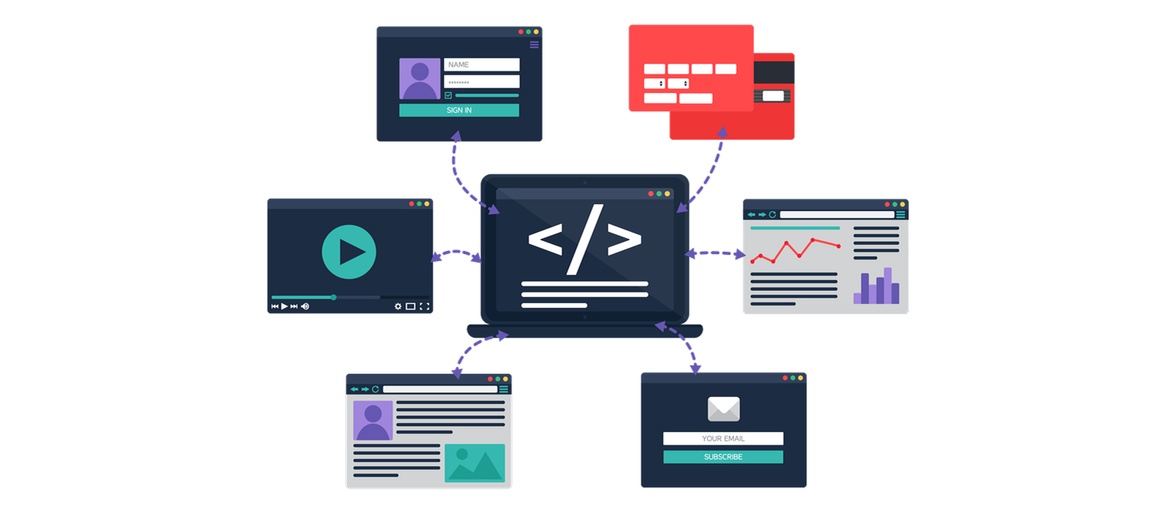 NAME
********
SIGN IN
</>
YOUR EMAIL
SUBSCRIBE